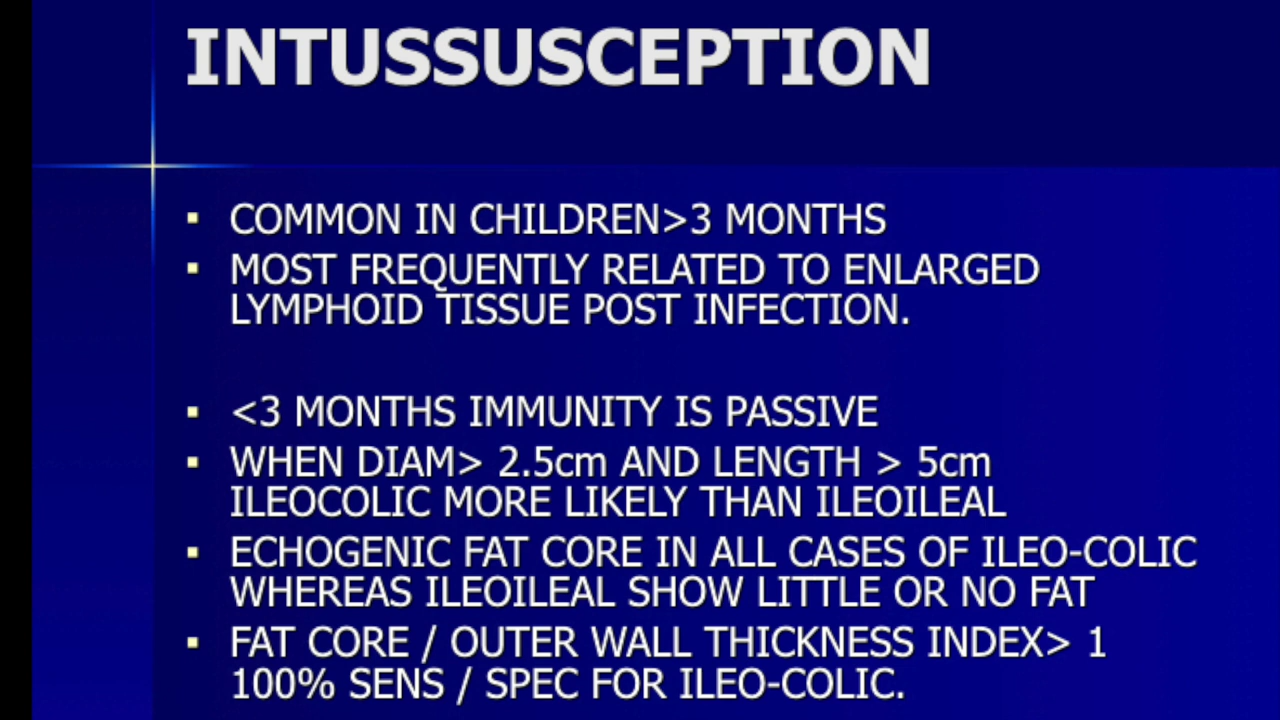 INTUSSUSCEPTION
▪ COMMON IN CHILDREN>3 MONTHS
▪ MOST FREQUENTLY RELATED TO ENLARGED
LYMPHOID TISSUE POST INFECTION.
▪ <3 MONTHS IMMUNITY IS PASSIVE
▪ WHEN DIAM> 2.5cm AND LENGTH > 5cm
ILEOCOLIC MORE LIKELY THAN ILEOILEAL
▪ ECHOGENIC FAT CORE IN ALL CASES OF ILEO-COLIC
WHEREAS ILEOILEAL SHOW LITTLE OR NO FAT
▪ FAT CORE / OUTER WALL THICKNESS INDEX> 1
100% SENS / SPEC FOR ILEO-COLIC.